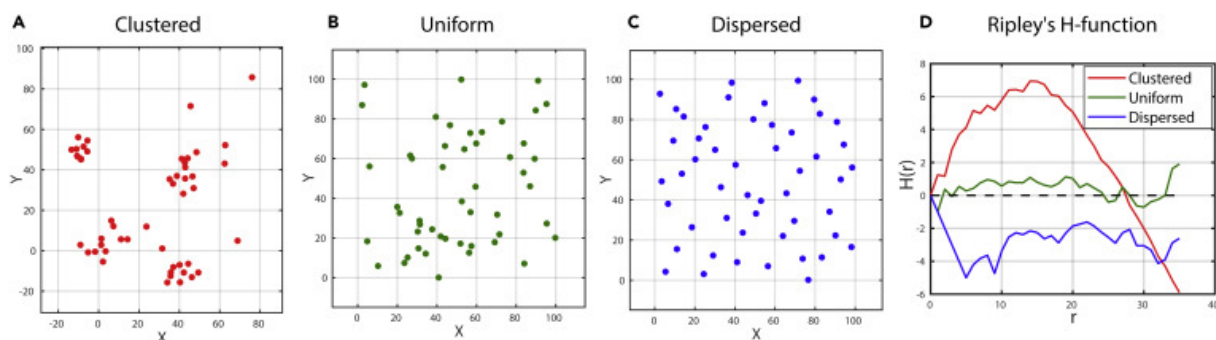 A Clustered
100
80
60
40
20
0
-20
Y
-20 0 20 40 60 80
X
B Uniform
100
80
60
40
20
0
Y
0 20 40 60 80 100
X
C Dispersed
100
80
60
40
20
0
Y
0 20 40 60 80 100
X
D Ripley's H-function
8
6
4
2
0
-2
-4
-6
H(r)
0 10 20 30 40
r
Clustered
Uniform
Dispersed